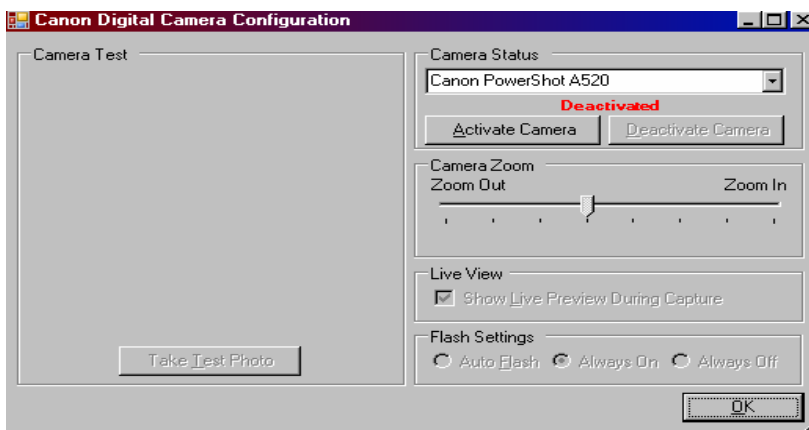 Canon Digital Camera Configuration
Camera Test
Camera Status
Canon PowerShot A520
Deactivated
Activate Camera
Deactivate Camera
Camera Zoom
Zoom Out
Zoom In
Live View
Show Live Preview During Capture
Take Test Photo
Flash Settings
Auto Flash
Always On
Always Off
OK